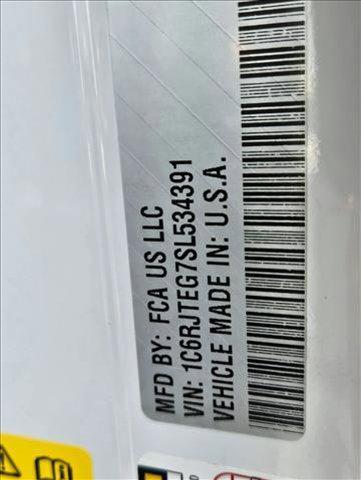 MFD BY: FCA US LLC
VIN: 1C6RJTEG7SL534391
VEHICLE MADE IN: U.S.A.